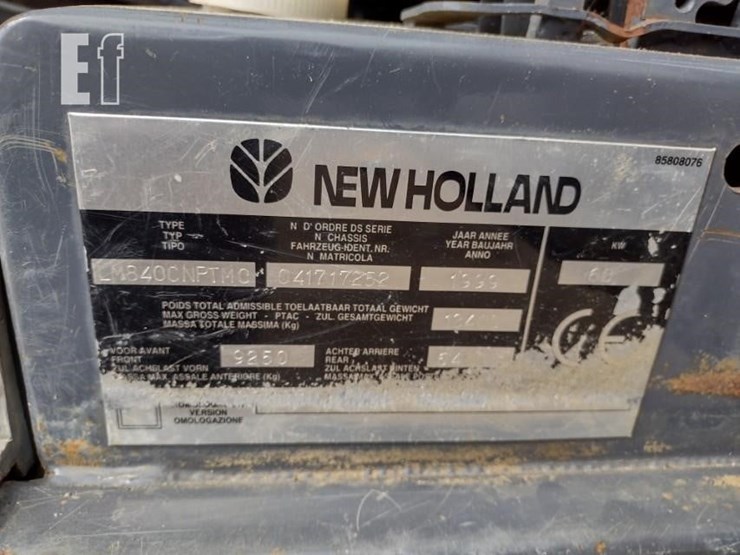 Ef
85808076
NEW HOLLAND
TYPE
TYP
TIPO
N D'ORDRE DS SERIE
N CHASSIS
FAHRZEUG-IDENT. NR.
N MATRICOLA
JAAR ANNEE
YEAR BAUJAHR
ANNO
KW
041717252
1999
POIDS TOTAL ADMISSIBLE TOELAATBAAR TOTAAL GEWICHT
MAX GROSS WEIGHT - PTAC - ZUL. GESAMTGEWICHT
MASSA TOTALE MASSIMA (Kg)
CE
VOOR AVANT
FRONT
ZUL ACHSLAST VORN
MASSA MAX. ASSALE ANTERIORE (Kg)
9250
ACHTER ARRIERE
REAR
ZUL ACHSLAST HINTEN
VERSION
OMOLOGAZIONE